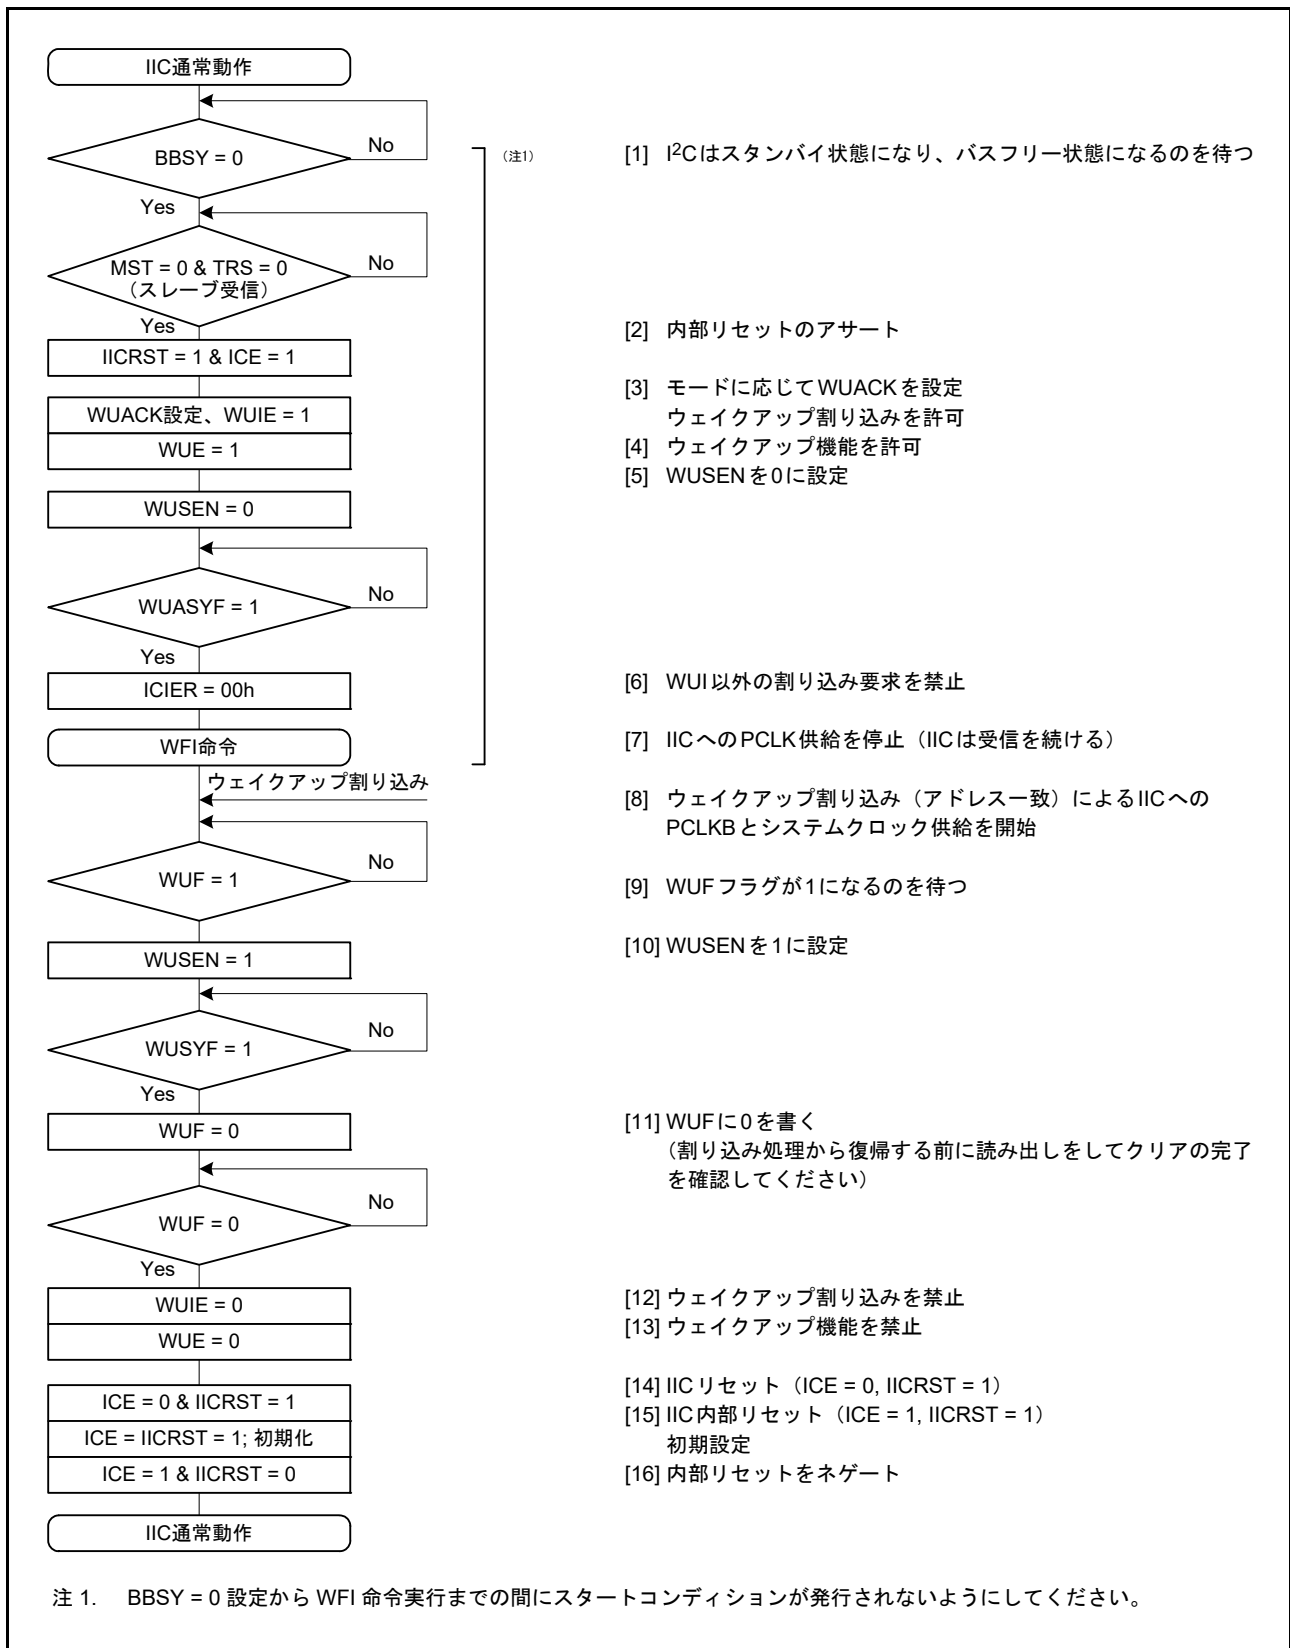 IIC通常動作
BBSY = 0
No
（注1）
[1] I²Cはスタンバイ状態になり、バスフリー状態になるのを待つ
Yes
MST = 0 & TRS = 0
（スレーブ受信）
No
Yes
[2] 内部リセットのアサート
IICRST = 1 & ICE = 1
[3] モードに応じてWUACKを設定
ウェイクアップ割り込みを許可
WUACK設定、WUIE = 1
WUE = 1
[4] ウェイクアップ機能を許可
[5] WUSENを0に設定
WUSEN = 0
WUASYF = 1
No
Yes
ICIER = 00h
[6] WUI以外の割り込み要求を禁止
WFI命令
[7] IICへのPCLK供給を停止（IICは受信を続ける）
ウェイクアップ割り込み
[8] ウェイクアップ割り込み（アドレス一致）によるIICへの
PCLKBとシステムクロック供給を開始
WUF = 1
No
[9] WUFフラグが1になるのを待つ
WUSEN = 1
[10] WUSENを1に設定
WUSYF = 1
No
Yes
WUF = 0
[11] WUFに0を書く
（割り込み処理から復帰する前に読み出しをしてクリアの完了
を確認してください）
WUF = 0
No
Yes
WUIE = 0
[12] ウェイクアップ割り込みを禁止
WUE = 0
[13] ウェイクアップ機能を禁止
ICE = 0 & IICRST = 1
[14] IICリセット（ICE = 0, IICRST = 1）
ICE = IICRST = 1; 初期化
[15] IIC内部リセット（ICE = 1, IICRST = 1）
初期設定
ICE = 1 & IICRST = 0
[16] 内部リセットをネゲート
IIC通常動作
注 1. BBSY = 0 設定から WFI 命令実行までの間にスタートコンディションが発行されないようにしてください。